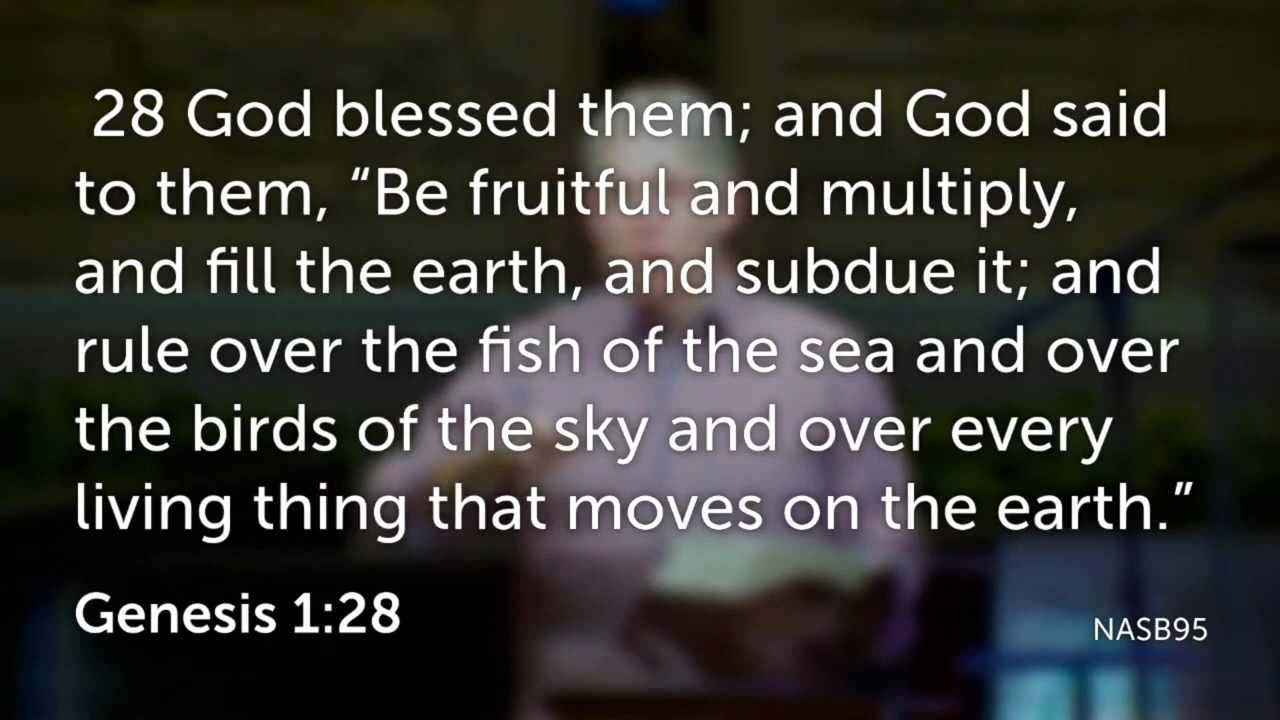 28 God blessed them; and God said
to them, “Be fruitful and multiply,
and fill the earth, and subdue it; and
rule over the fish of the sea and over
the birds of the sky and over every
living thing that moves on the earth.”
Genesis 1:28
NASB95